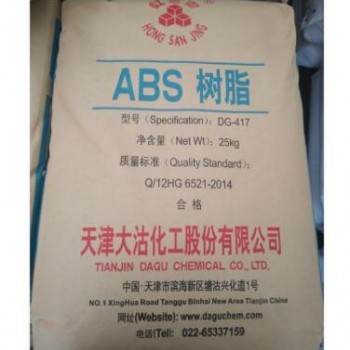 HONG SAN JING
ABS 树脂
型号(Specification): DG-417
净含量(Net Wt): 25kg
质量标准(Quality Standard):
Q/12HG 6521-2014
合格
天津大沽化工股份有限公司
TIANJIN DAGU CHEMICAL CO., LTD.
中国·天津市滨海新区塘沽兴化道1号
NO.1 XingHua Road Tanggu Binhai New Area Tianjin China
网址(Website): www.daguchem.com
电话(Tel): 022-65337159